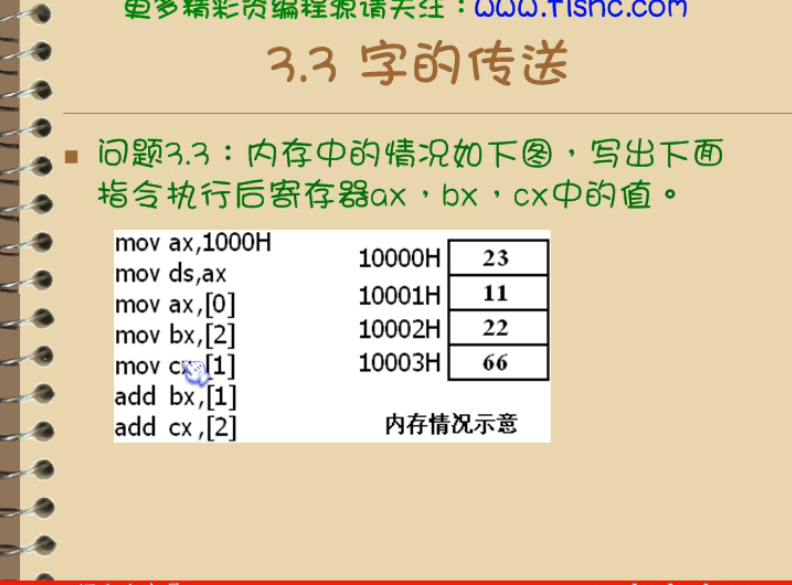 更多精彩资编程源请关注：www.flshc.com
3.3 字的传送
问题3.3：内存中的情况如下图，写出下面
指令执行后寄存器ax，bx，cx中的值。
mov ax,1000H
mov ds,ax
mov ax,[0]
mov bx,[2]
mov cx,[1]
add bx,[1]
add cx,[2]
10000H 23
10001H 11
10002H 22
10003H 66
内存情况示意